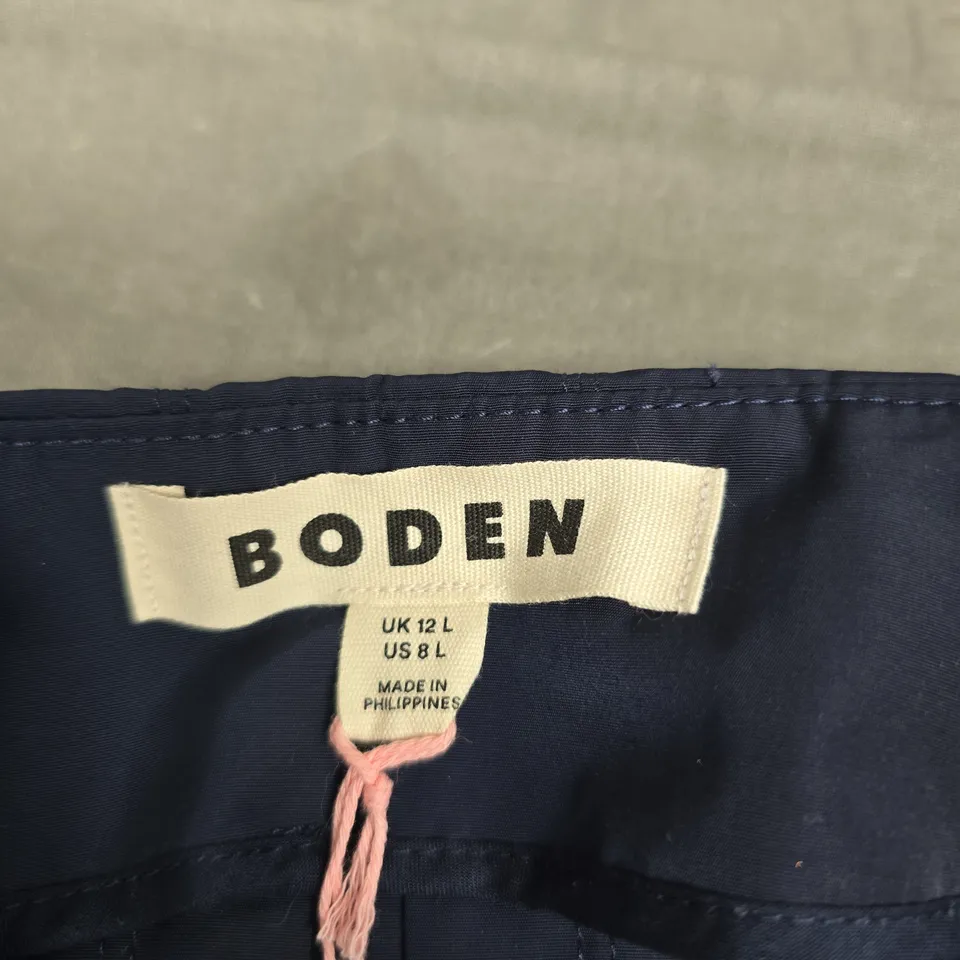 BODEN
UK 12 L
US 8 L
MADE IN
PHILIPPINES